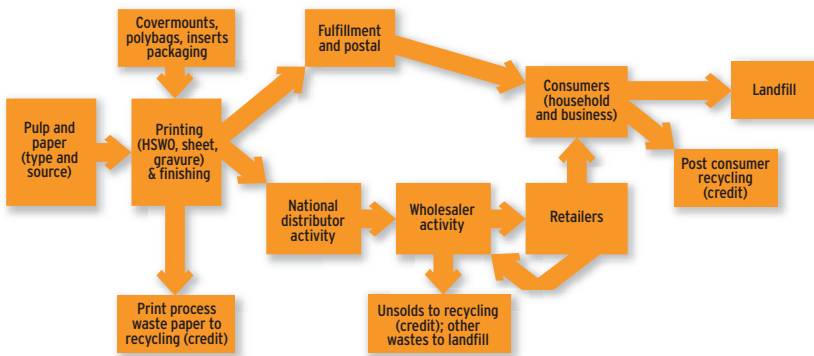 Covermounts,
polybags, inserts
packaging
Fulfillment
and postal
Consumers
(household
and business)
Landfill
Pulp and
paper
(type and
source)
Printing
(HSWO, sheet,
gravure)
& finishing
Post consumer
recycling
(credit)
National
distributor
activity
Wholesaler
activity
Retailers
Print process
waste paper to
recycling (credit)
Unsolds to recycling
(credit); other
wastes to landfill